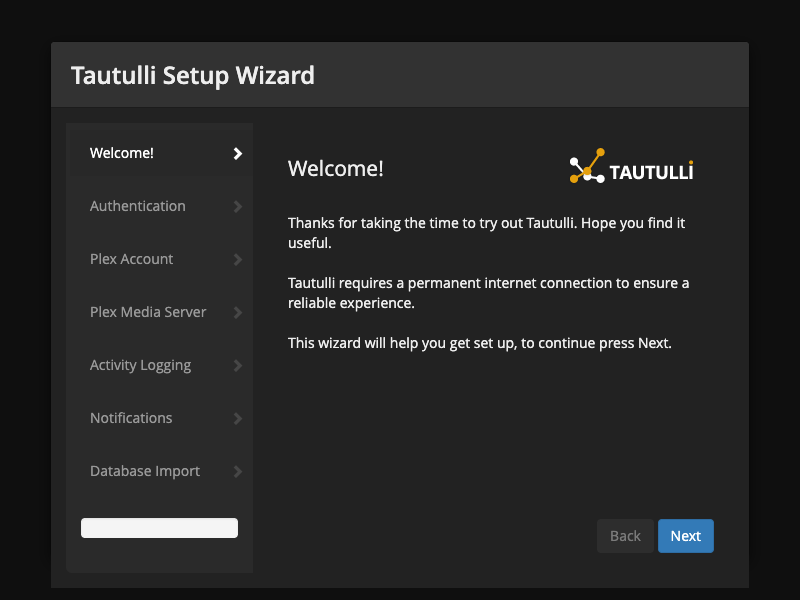 Tautulli Setup Wizard
Welcome!
Authentication
Plex Account
Plex Media Server
Activity Logging
Notifications
Database Import
Welcome!
TAUTULLi
Thanks for taking the time to try out Tautulli. Hope you find it
useful.
Tautulli requires a permanent internet connection to ensure a
reliable experience.
This wizard will help you get set up, to continue press Next.
Back
Next